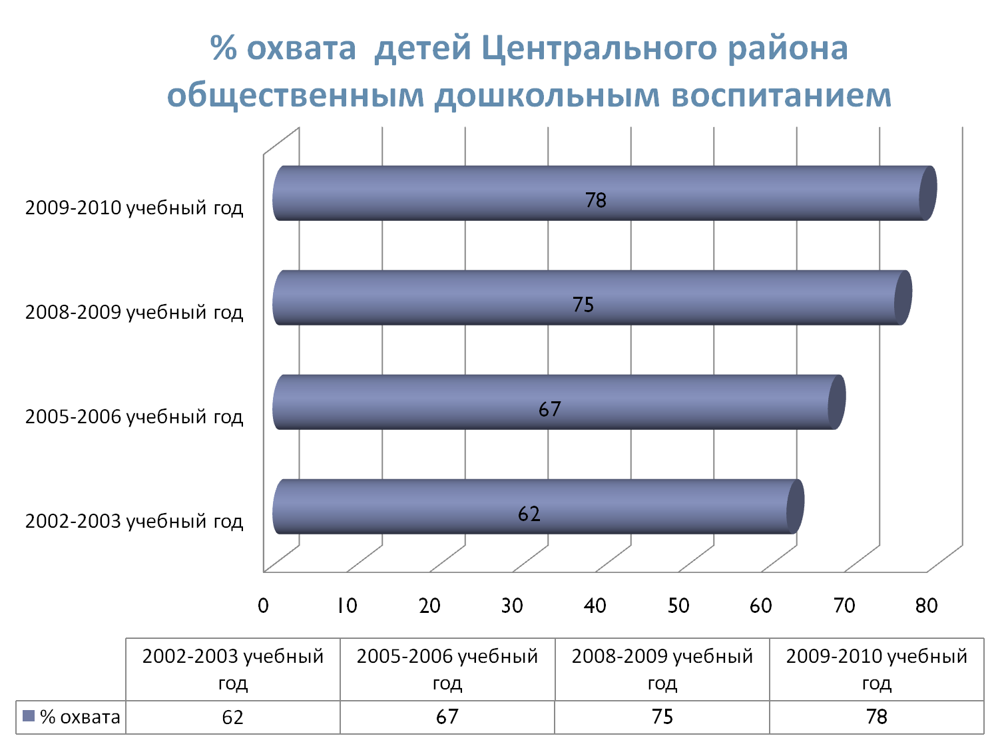 % охвата детей Центрального района
общественным дошкольным воспитанием
2009-2010 учебный год
78
2008-2009 учебный год
75
2005-2006 учебный год
67
2002-2003 учебный год
62
0 10 20 30 40 50 60 70 80
2002-2003 учебный год
2005-2006 учебный год
2008-2009 учебный год
2009-2010 учебный год
% охвата 62 67 75 78